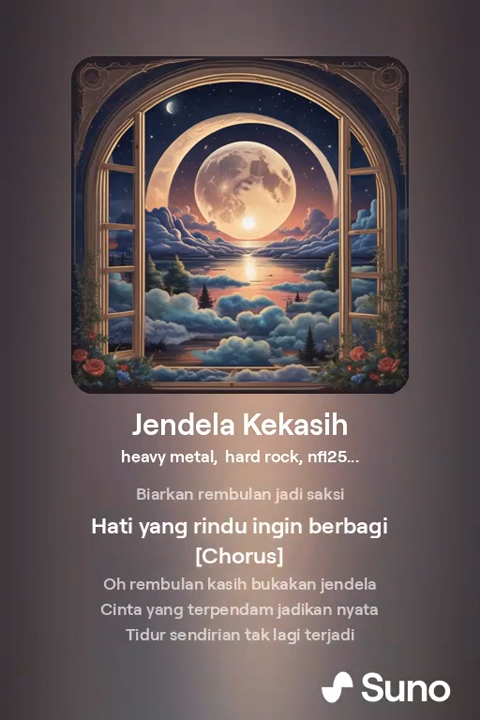 Jendela Kekasih
heavy metal,  hard rock, nfl25...
Biarkan rembulan jadi saksi
Hati yang rindu ingin berbagi
[Chorus]
Oh rembulan kasih bukakan jendela
Cinta yang terpendam jadikan nyata
Tidur sendirian tak lagi terjadi
Suno